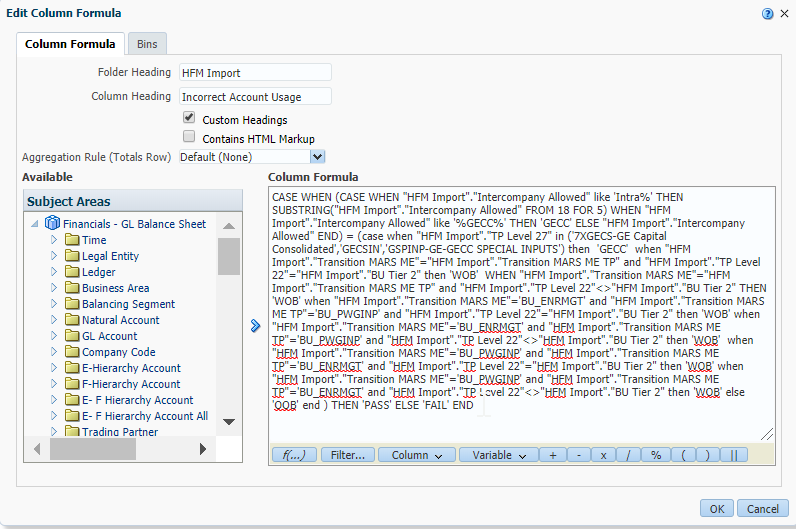 Edit Column Formula
Column Formula
Bins
Folder Heading
HFM Import
Column Heading
Incorrect Account Usage
Custom Headings
Contains HTML Markup
Aggregation Rule (Totals Row)
Default (None)
Available
Subject Areas
Financials - GL Balance Sheet
Time
Legal Entity
Ledger
Business Area
Balancing Segment
Natural Account
GL Account
Company Code
E-Hierarchy Account
F-Hierarchy Account
E- F Hierarchy Account
E- F Hierarchy Account All
Trading Partner
Column Formula
CASE WHEN (CASE WHEN "HFM Import"."Intercompany Allowed" like 'Intra%' THEN
SUBSTRING("HFM Import"."Intercompany Allowed" FROM 18 FOR 5) WHEN "HFM
Import"."Intercompany Allowed" like '%GECC%' THEN 'GECC' ELSE "HFM Import"."Intercompany
Allowed" END) = (case when "HFM Import"."TP Level 27" in ('7XGECS-GE Capital
Consolidated','GECSIN','GSPINP-GE-GECC SPECIAL INPUTS') then 'GECC' when "HFM
Import"."Transition MARS ME"="HFM Import"."Transition MARS ME TP" and "HFM Import"."TP Level
22"="HFM Import"."BU Tier 2" then 'WOB' WHEN "HFM Import"."Transition MARS ME"="HFM
Import"."Transition MARS ME TP" and "HFM Import"."TP Level 22"<>"HFM Import"."BU Tier 2" THEN
'WOB' when "HFM Import"."Transition MARS ME"='BU_ENRMGT' and "HFM Import"."Transition MARS
ME TP"='BU_PWGINP' and "HFM Import"."TP Level 22"="HFM Import"."BU Tier 2" then 'WOB' when
"HFM Import"."Transition MARS ME"='BU_ENRMGT' and "HFM Import"."Transition MARS ME
TP"='BU_PWGINP' and "HFM Import"."TP Level 22"<>"HFM Import"."BU Tier 2" then 'WOB' when
"HFM Import"."Transition MARS ME"='BU_PWGINP' and "HFM Import"."Transition MARS ME
TP"='BU_ENRMGT' and "HFM Import"."TP Level 22"="HFM Import"."BU Tier 2" then 'WOB' when
"HFM Import"."Transition MARS ME"='BU_PWGINP' and "HFM Import"."Transition MARS ME
TP"='BU_ENRMGT' and "HFM Import"."TP Level 22"<>"HFM Import"."BU Tier 2" then 'WOB' else
'OOB' end ) THEN 'PASS' ELSE 'FAIL' END
f(...) Filter... Column Variable + - x / % ( ) ||
OK Cancel